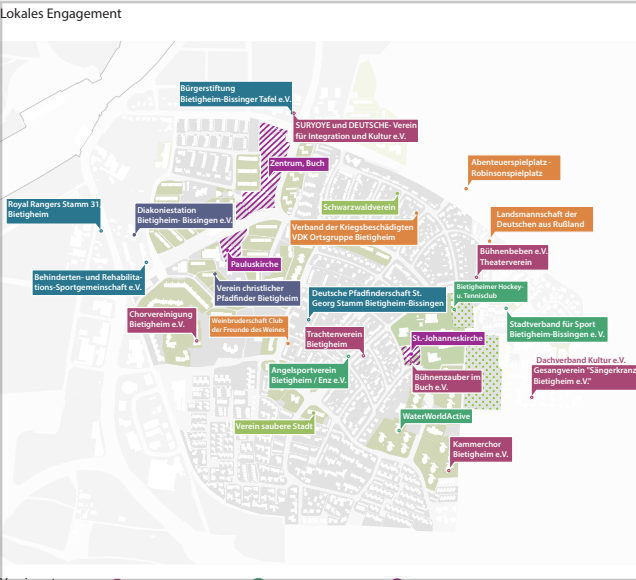 Lokales Engagement
Bürgerstiftung
Bietigheim-Bissinger Tafel e.V.
SURYOYE und DEUTSCHE- Verein
für Integration und Kultur e.V.
Zentrum, Buch
Abenteuerspielplatz -
Robinsonspielplatz
Royal Rangers Stamm 31,
Bietigheim
Diakoniestation
Bietigheim- Bissingen e.V.
Schwarzwaldverein
Verband der Kriegsbeschädigten
VDK Ortsgruppe Bietigheim
Landsmannschaft der
Deutschen aus Rußland
Pauluskirche
Bühnenbeben e.V.
Theaterverein
Behinderten- und Rehabilita-
tions-Sportgemeinschaft e.V.
Verein christlicher
Pfadfinder Bietigheim
Deutsche Pfadfinderschaft St.
Georg Stamm Bietigheim-Bissingen
Bietigheimer Hockey-
u. Tennisclub
Chorvereinigung
Bietigheim e.V.
Weinbruderschaft Club
der Freunde des Weines
Trachtenverein
Bietigheim
St.-Johanneskirche
Stadtverband für Sport
Bietigheim-Bissingen e.V.
Angelsportverein
Bietigheim / Enz e.V.
Bühnenzauber im
Buch e.V.
Dachverband Kultur e.V.
Gesangverein "Sängerkranz
Bietigheim e.V."
Verein saubere Stadt
WaterWorldActive
Kammerchor
Bietigheim e.V.